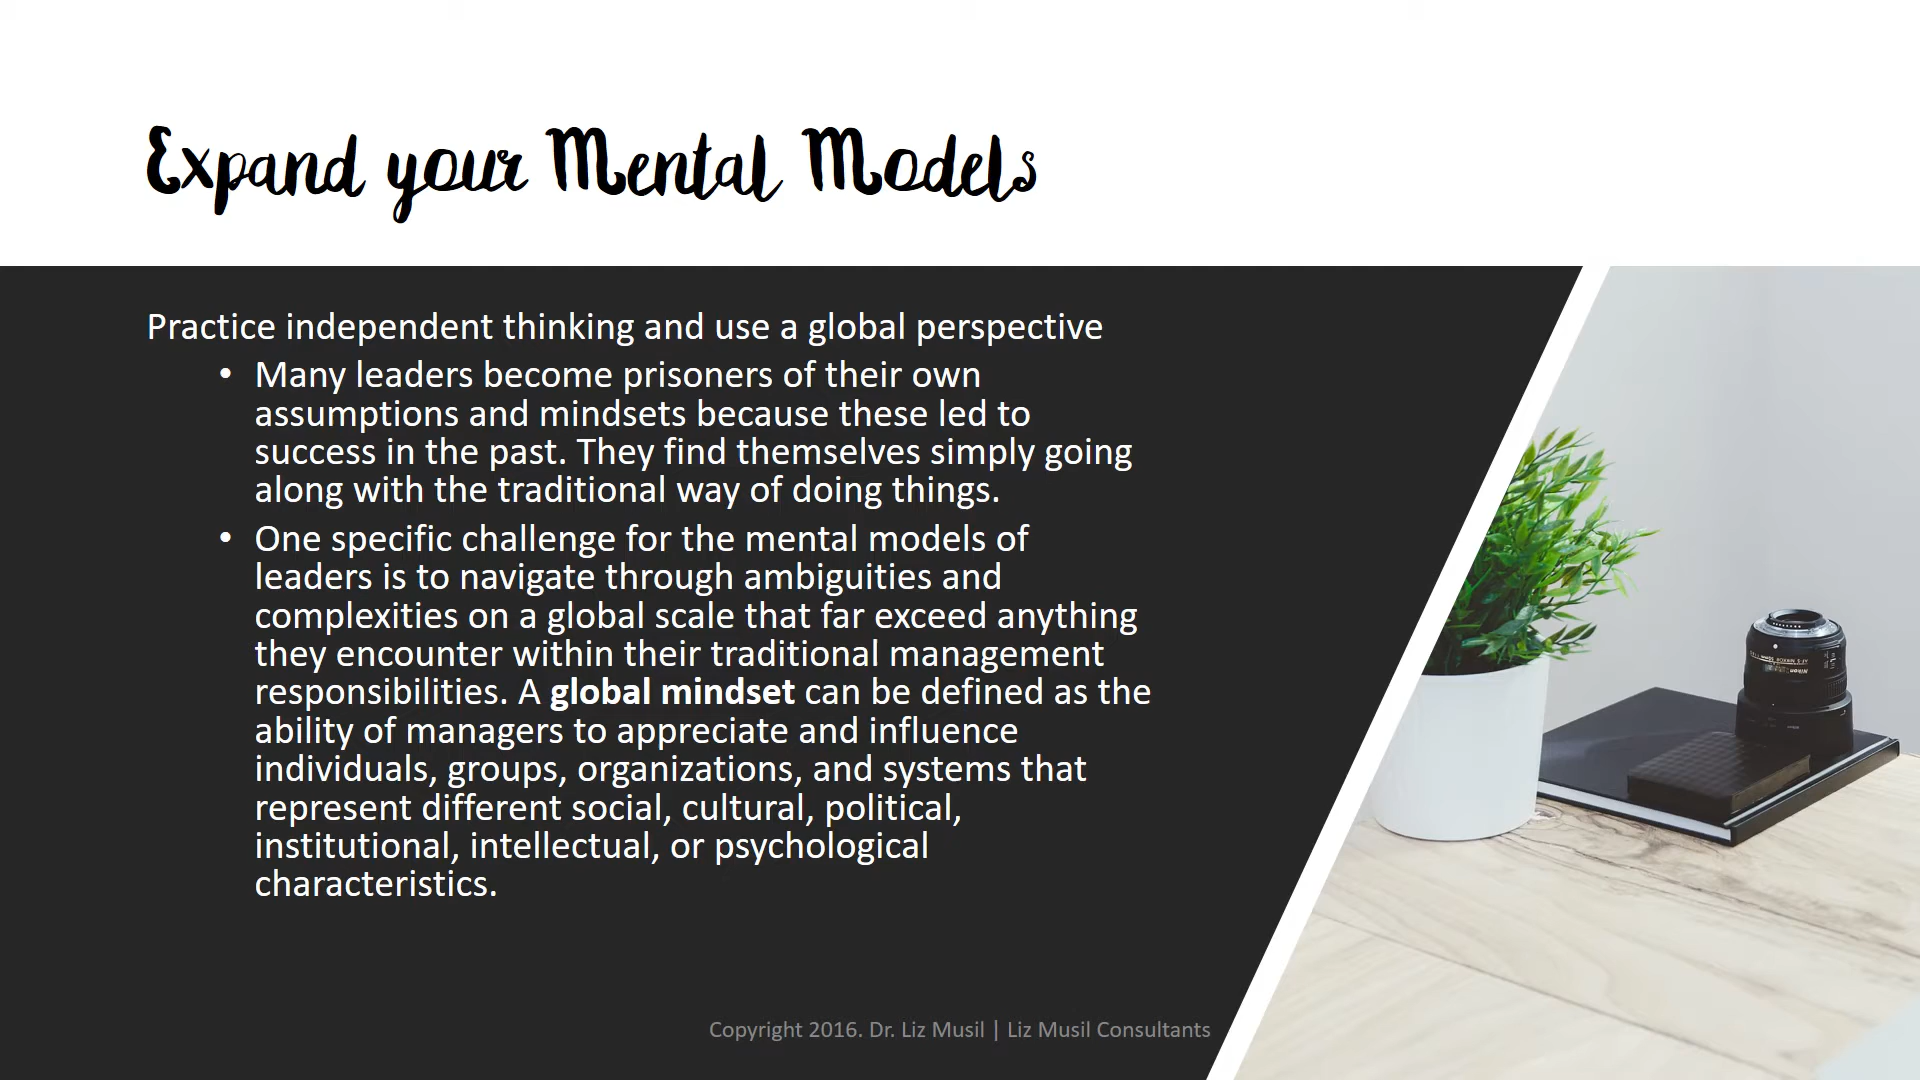 Expand your Mental Models
Practice independent thinking and use a global perspective
• Many leaders become prisoners of their own
assumptions and mindsets because these led to
success in the past. They find themselves simply going
along with the traditional way of doing things.
• One specific challenge for the mental models of
leaders is to navigate through ambiguities and
complexities on a global scale that far exceed anything
they encounter within their traditional management
responsibilities. A global mindset can be defined as the
ability of managers to appreciate and influence
individuals, groups, organizations, and systems that
represent different social, cultural, political,
institutional, intellectual, or psychological
characteristics.
Copyright 2016. Dr. Liz Musil | Liz Musil Consultants